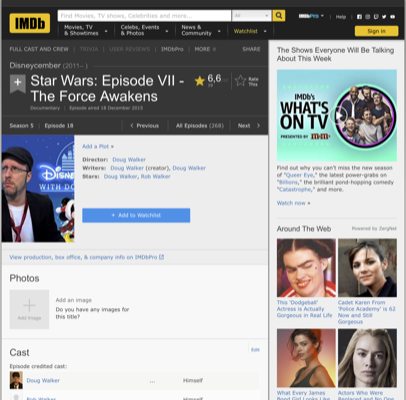 IMDb
Find Movies, TV shows, Celebrities and more...
All
IMDbPro
Help
Movies, TV
& Showtimes
Celebs, Events
& Photos
News &
Community
Watchlist
Sign in
FULL CAST AND CREW | TRIVIA | USER REVIEWS | IMDbPro | MORE
SHARE
Disneycember (2011– )
Star Wars: Episode VII -
The Force Awakens
6,6
Rate
This
Documentary | Episode aired 18 December 2015
Season 5 | Episode 18
Previous
All Episodes (268)
Next
DISNEY
WITH DO
Add a Plot »
Director: Doug Walker
Writers: Doug Walker (creator), Doug Walker
Stars: Doug Walker, Rob Walker
+ Add to Watchlist
View production, box office, & company info on IMDbPro
Photos
Add Image
Add an image
Do you have any images for
this title?
Cast
Edit
Episode credited cast:
Doug Walker
...
Himself
Rob Walker
Himself
The Shows Everyone Will Be Talking
About This Week
IMDb's
WHAT'S
ON TV
PRESENTED BY m&m's
Find out why you can't miss the new season
of "Queer Eye," the latest power-grabs on
"Billions," the brilliant pond-hopping comedy
"Catastrophe," and more.
Watch now »
Around The Web
Powered by ZergNet
This 'Dodgeball'
Actress is Actually
Gorgeous in Real Life
Cadet Karen From
'Police Academy' is 62
Now and Still
Gorgeous
What Every James
Bond Girl Looks Like
Actors Who Were
Replaced and No One